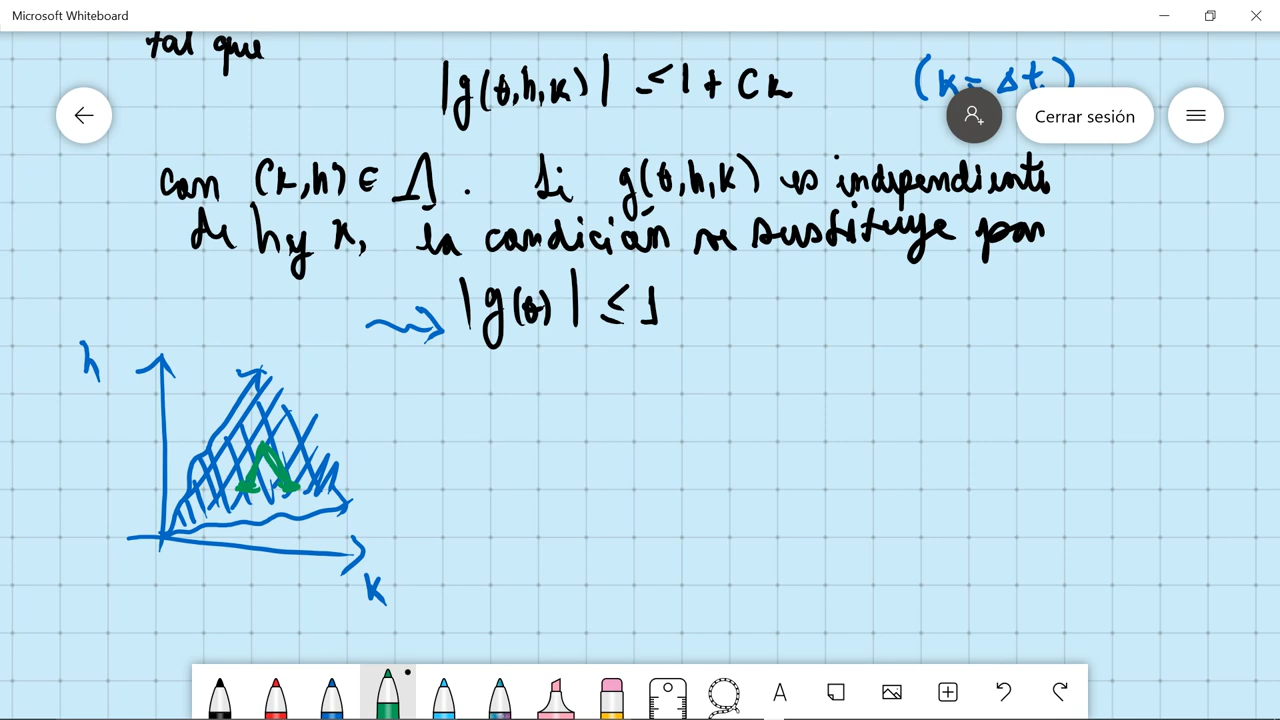 Microsoft Whiteboard
tal que
|g(θ,h,k)| ≤ 1 + Ck (k = Δt)
Cerrar sesión
con (k,h) ∈ Λ. Si g(θ,h,k) es independiente
de h y k, la condición se sustituye por
|g(θ)| ≤ 1
h
Λ
k
A